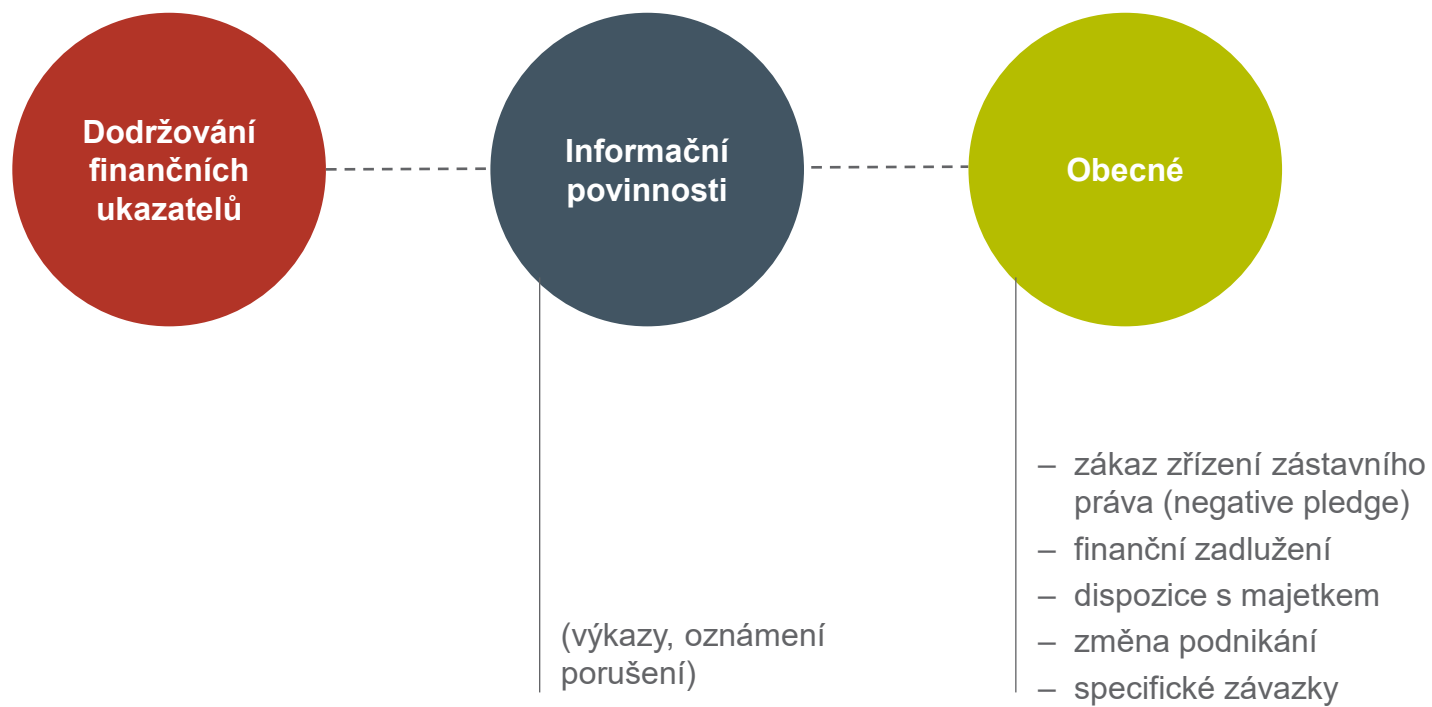 Dodržování
finančních
ukazatelů
Informační
povinnosti
Obecné
(výkazy, oznámení
porušení)
– zákaz zřízení zástavního
práva (negative pledge)
– finanční zadlužení
– dispozice s majetkem
– změna podnikání
– specifické závazky